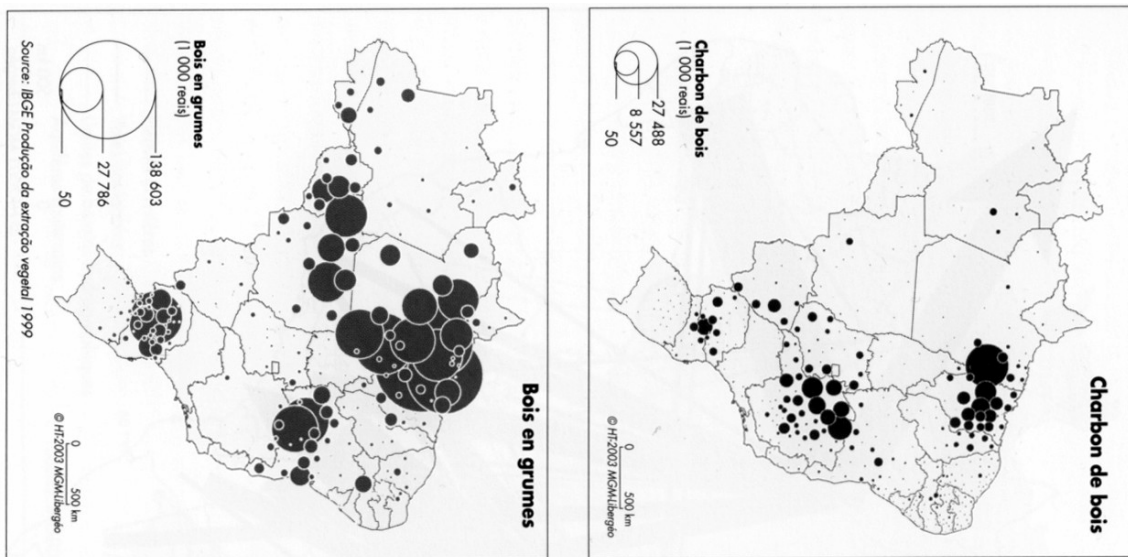 Bois en grumes
Bois en grumes
(1 000 reais)
138 603
27 786
50
0
500 km
© HT-2003 MGM-Libergéo
Source: IBGE Produção da extração vegetal 1999
Charbon de bois
Charbon de bois
(1 000 reais)
27 488
8 557
50
0
500 km
© HT-2003 MGM-Libergéo